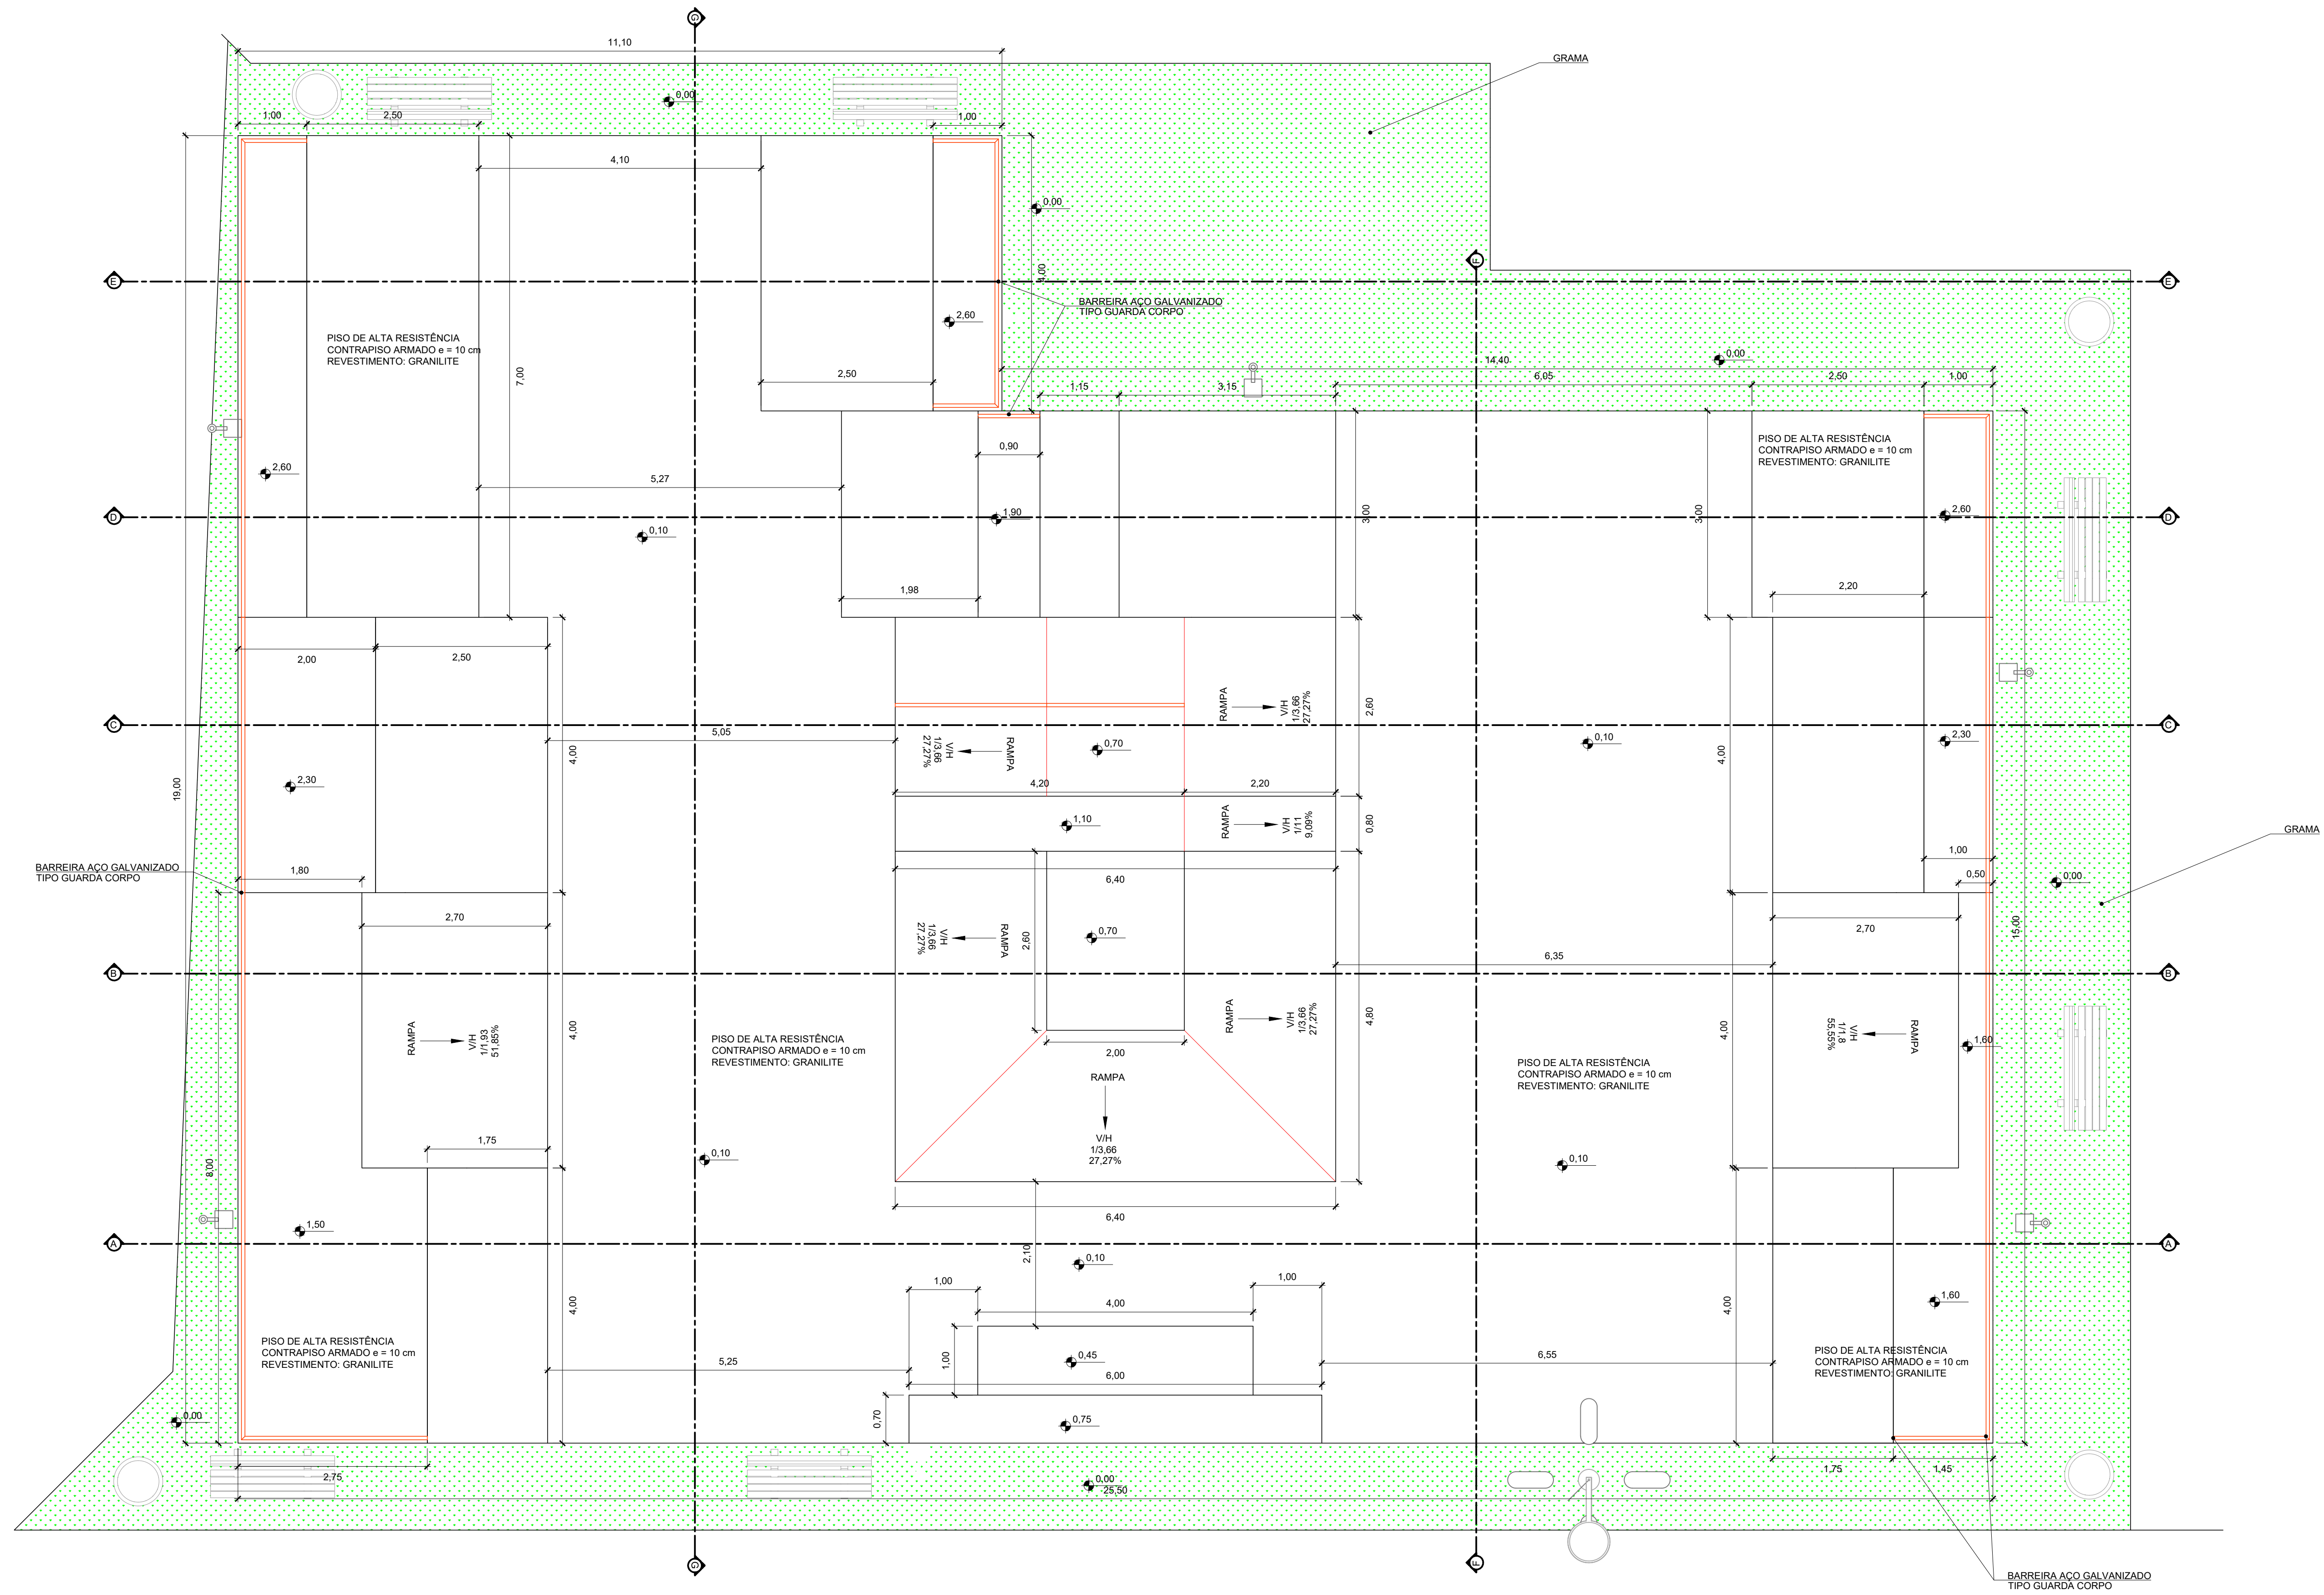 G
11,10
GRAMA
0,00
1,00
2,50
1,00
4,10
0,00
F
4,00
E
E
BARREIRA AÇO GALVANIZADO
TIPO GUARDA CORPO
2,60
PISO DE ALTA RESISTÊNCIA
CONTRAPISO ARMADO e = 10 cm
REVESTIMENTO: GRANILITE
7,00
2,50
0,00
14,40
1,15
3,15
6,05
2,50
1,00
PISO DE ALTA RESISTÊNCIA
CONTRAPISO ARMADO e = 10 cm
REVESTIMENTO: GRANILITE
0,90
2,60
5,27
1,90
3,00
3,00
2,60
D
D
0,10
1,98
2,20
2,00
2,50
RAMPA
V/H
1/3,66
27,27%
2,60
C
C
5,05
4,00
RAMPA
V/H
1/3,66
27,27%
0,70
0,10
4,00
2,30
19,00
2,30
4,20
2,20
1,10
RAMPA
V/H
1/11
9,09%
0,80
GRAMA
BARREIRA AÇO GALVANIZADO
TIPO GUARDA CORPO
1,80
6,40
1,00
0,50
0,00
2,70
2,60
RAMPA
V/H
1/3,66
27,27%
0,70
2,70
15,00
6,35
B
B
RAMPA
V/H
1/1,93
51,85%
4,00
PISO DE ALTA RESISTÊNCIA
CONTRAPISO ARMADO e = 10 cm
REVESTIMENTO: GRANILITE
RAMPA
V/H
1/3,66
27,27%
4,80
2,00
RAMPA
V/H
1/3,66
27,27%
PISO DE ALTA RESISTÊNCIA
CONTRAPISO ARMADO e = 10 cm
REVESTIMENTO: GRANILITE
4,00
RAMPA
V/H
1/1,8
55,55%
1,60
1,75
8,00
0,10
0,10
1,50
6,40
A
A
2,10
0,10
1,00
1,00
4,00
4,00
4,00
1,60
PISO DE ALTA RESISTÊNCIA
CONTRAPISO ARMADO e = 10 cm
REVESTIMENTO: GRANILITE
5,25
1,00
0,45
6,00
6,55
PISO DE ALTA RESISTÊNCIA
CONTRAPISO ARMADO e = 10 cm
REVESTIMENTO: GRANILITE
0,00
0,70
0,75
2,75
0,00
25,50
1,75
1,45
G
F
BARREIRA AÇO GALVANIZADO
TIPO GUARDA CORPO